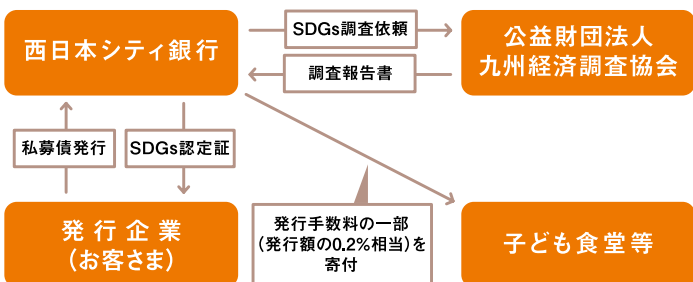 西日本シティ銀行
SDGs調査依頼
調査報告書
公益財団法人
九州経済調査協会
私募債発行
SDGs認定証
発行企業
（お客さま）
発行手数料の一部
（発行額の0.2%相当）を
寄付
子ども食堂等